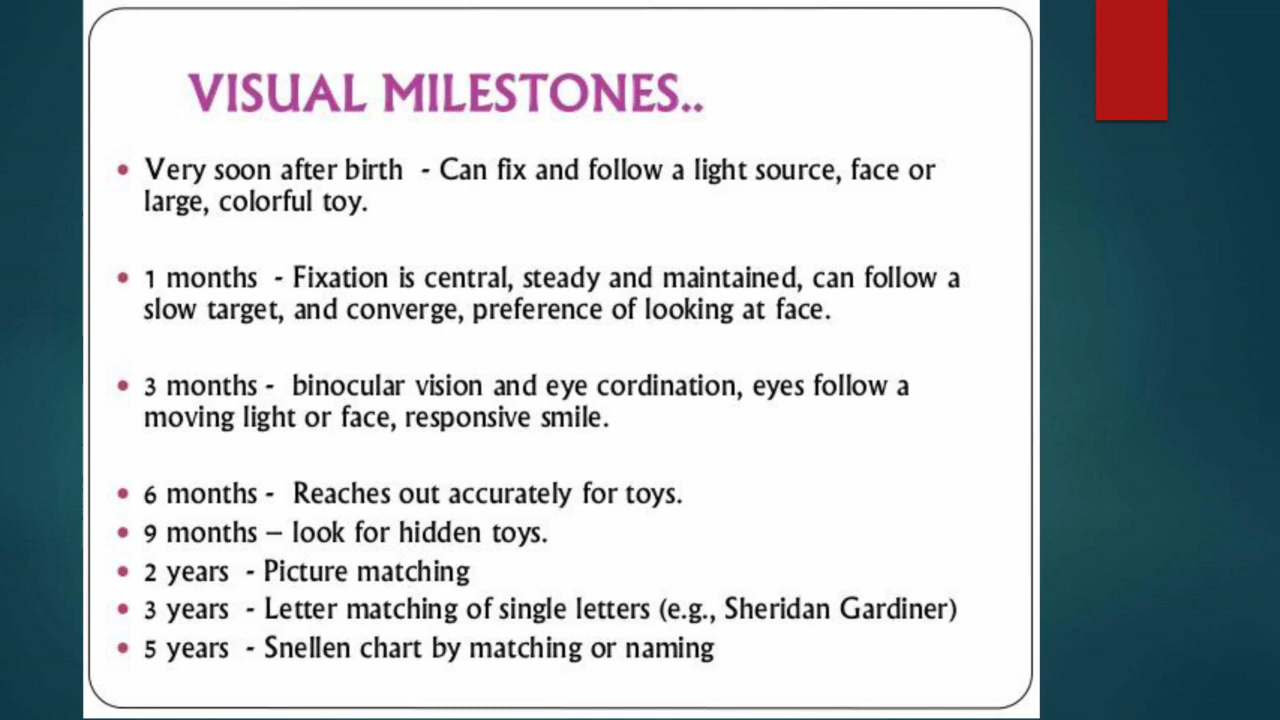 VISUAL MILESTONES..
• Very soon after birth - Can fix and follow a light source, face or
large, colorful toy.
• 1 months - Fixation is central, steady and maintained, can follow a
slow target, and converge, preference of looking at face.
• 3 months - binocular vision and eye cordination, eyes follow a
moving light or face, responsive smile.
• 6 months - Reaches out accurately for toys.
• 9 months – look for hidden toys.
• 2 years - Picture matching
• 3 years - Letter matching of single letters (e.g., Sheridan Gardiner)
• 5 years - Snellen chart by matching or naming